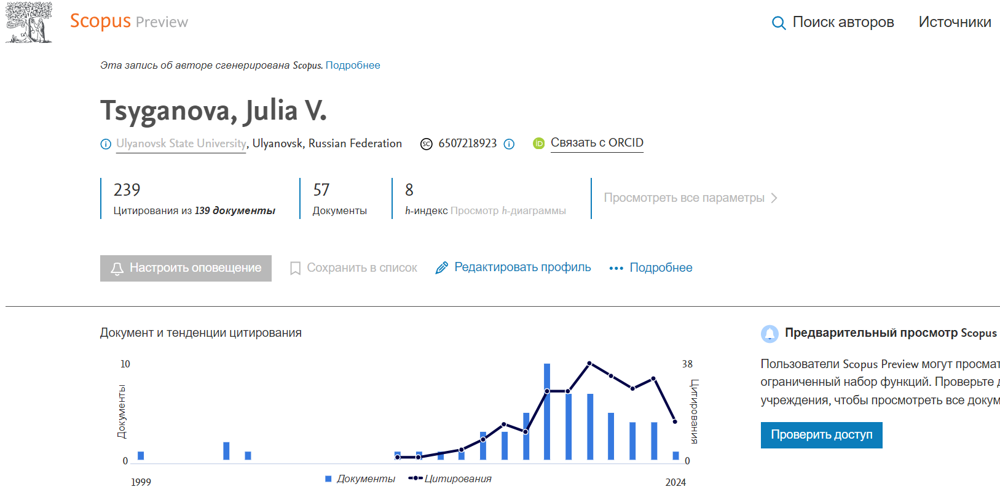 Scopus Preview
Поиск авторов
Источники
Эта запись об авторе сгенерирована Scopus. Подробнее
Tsyganova, Julia V.
Ulyanovsk State University, Ulyanovsk, Russian Federation
SC 6507218923
iD Связать с ORCID
239
Цитирования из 139 документы
57
Документы
8
h-индекс Просмотр h-диаграммы
Просмотреть все параметры
Настроить оповещение
Сохранить в список
Редактировать профиль
Подробнее
Документ и тенденции цитирования
10
Документы
0
1999
38
Цитирования
0
2024
Документы
Цитирования
Предварительный просмотр Scopus
Пользователи Scopus Preview могут просмат
ограниченный набор функций. Проверьте д
учреждения, чтобы просмотреть все докум
Проверить доступ